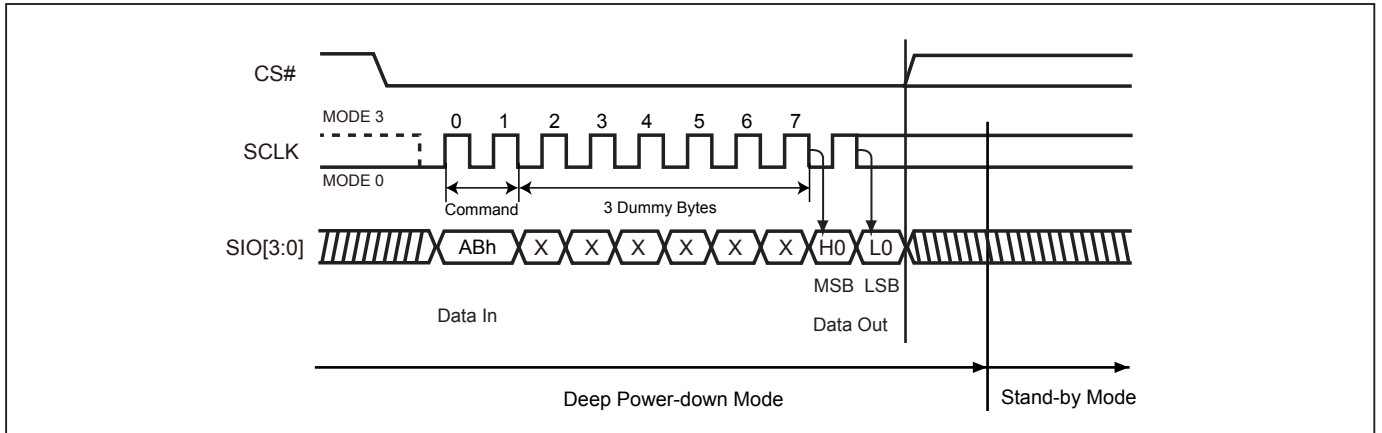 CS#
MODE 3
0 1 2 3 4 5 6 7
SCLK
MODE 0
Command
3 Dummy Bytes
SIO[3:0]
ABh X X X X X X H0 L0
MSB LSB
Data In
Data Out
Deep Power-down Mode
Stand-by Mode